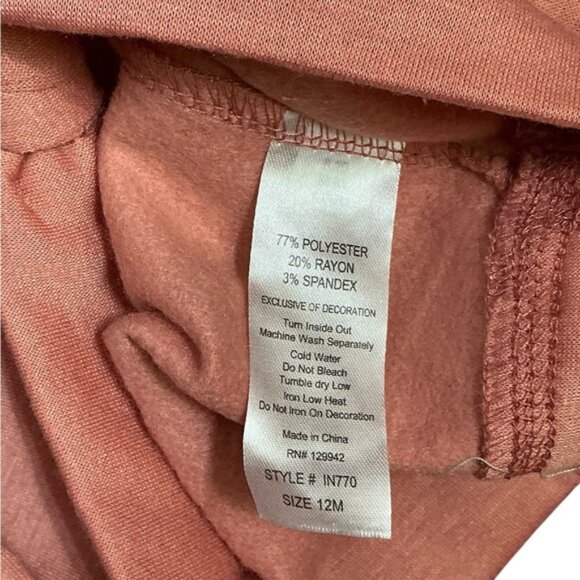 77% POLYESTER
20% RAYON
3% SPANDEX
EXCLUSIVE OF DECORATION
Turn Inside Out
Machine Wash Separately
Cold Water
Do Not Bleach
Tumble dry Low
Iron Low Heat
Do Not Iron On Decoration
Made in China
RN# 129942
STYLE # IN770
SIZE 12M